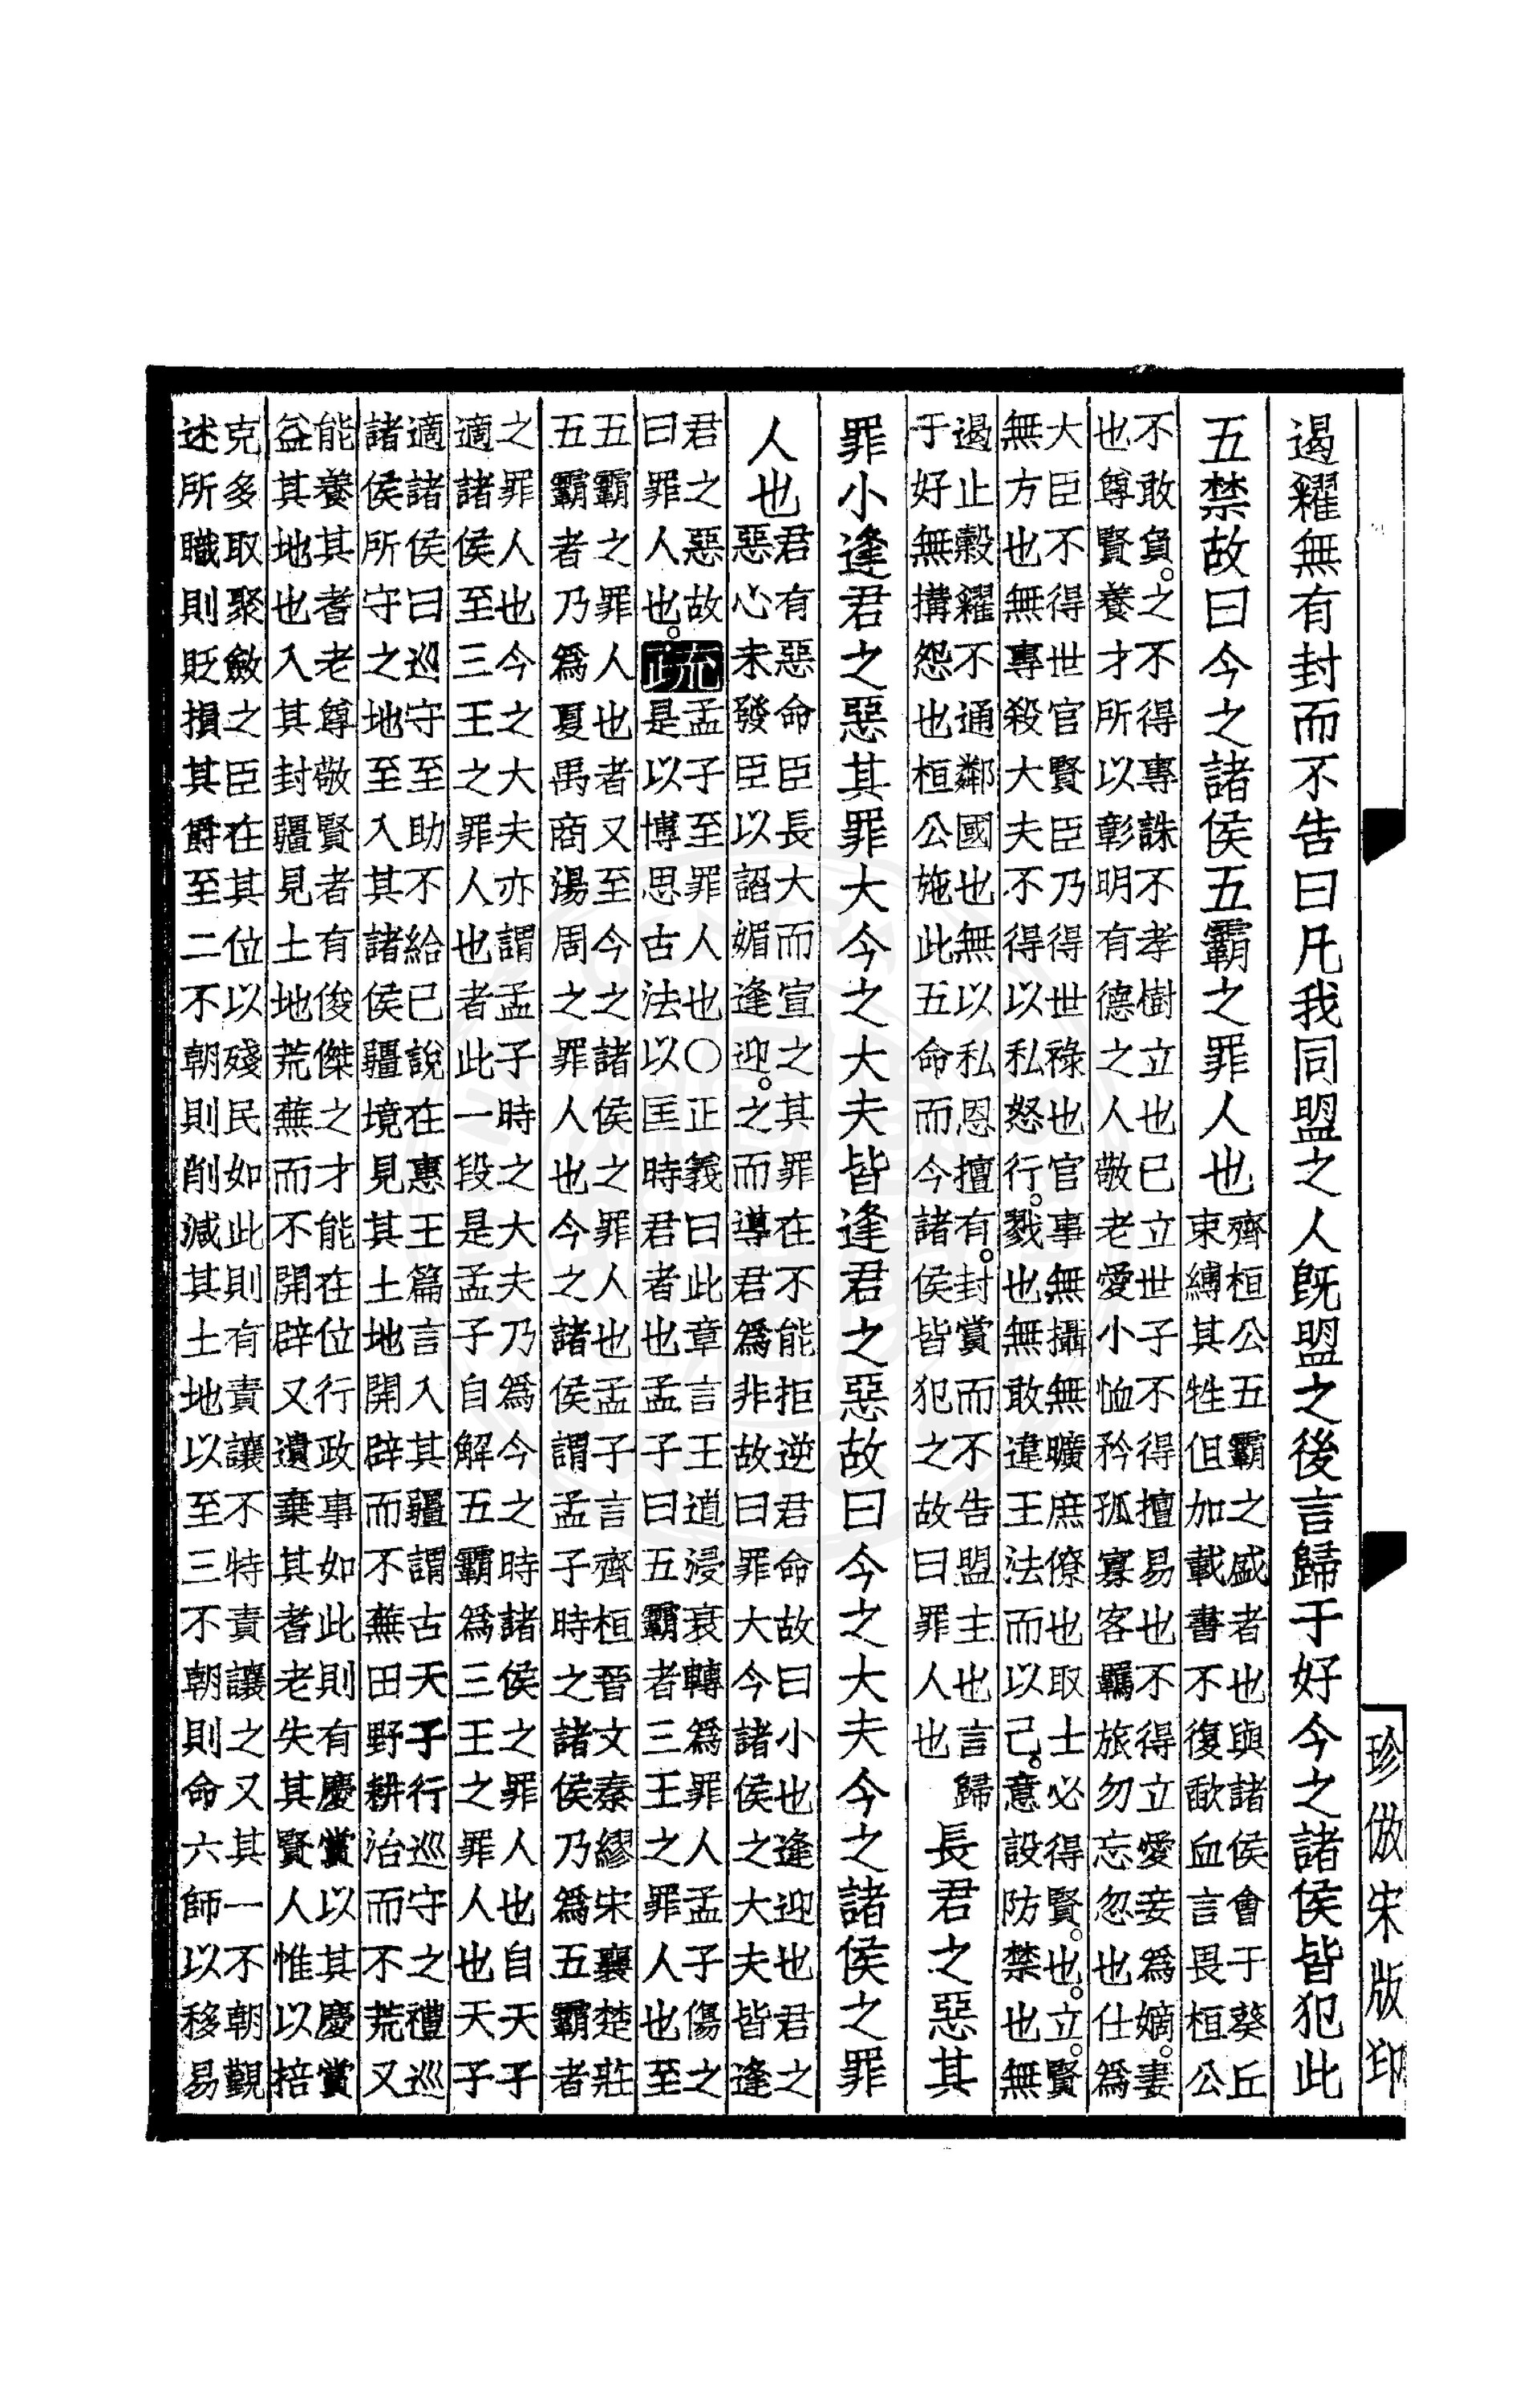 珍倣宋版印
遏糴無有封而不告曰凡我同盟之人旣盟之後言歸于好今之諸侯皆犯此
五禁故曰今之諸侯五霸之罪人也
齊桓公五霸之盛者也與諸侯會于葵丘
束縛其牲但加載書不復歃血言畏桓公
不敢負。之不得專誅不孝樹立也已立世子不得擅易也不得立愛妾爲嫡。妻
也尊賢養才所以彰明有德之人敬老愛小恤矜孤寡客羈旅勿忘忽也仕爲
大臣不得世官賢臣乃得世祿也官事無攝無曠庶僚也取士必得賢。也。立。賢
無方也無專殺大夫不得以私怒行。戮也無敢違王法而以己。意設防禁也無
遏止糓糴不通鄰國也無以私恩擅有。封賞而不告盟主也言歸
于好無搆怨也桓公施此五命而今諸侯皆犯之故曰罪人也
長君之惡其
罪小逢君之惡其罪大今之大夫皆逢君之惡故曰今之大夫今之諸侯之罪
人也
君有惡命臣長大而宣之其罪在不能拒逆君命故曰小也逢迎也君之
惡心未發臣以諂媚逢迎。之而導君爲非故曰罪大今諸侯之大夫皆逢
君之惡故
曰罪人也。
疏
孟子至罪人也○正義曰此章言王道浸衰轉爲罪人孟子傷之
是以博思古法以匡時君者也孟子曰五霸者三王之罪人也至
五霸之罪人也者又至今之諸侯之罪人也孟子言齊桓晉文秦繆宋襄楚莊
五霸者乃爲夏禹商湯周之罪人也今之諸侯謂孟子時之諸侯乃爲五霸者
之罪人也今之大夫亦謂孟子時之大夫乃爲今之時諸侯之罪人也自天子
適諸侯至三王之罪人也者此一段是孟子自解五霸爲三王之罪人也天子
適諸侯曰巡守至助不給已說在惠王篇言入其疆謂古天子行巡守之禮巡
諸侯所守之地至入其諸侯疆境見其土地開辟而不蕪田野耕治而不荒又
能養其耆老尊敬賢者有俊傑之才能在位行政事如此則有慶賞以其慶賞
益其地也入其封疆見土地荒蕪而不開辟又遺棄其耆老失其賢人惟以掊
克多取聚斂之臣在其位以殘民如此則有責讓不特責讓之又其一不朝覲
述所職則貶損其爵至二不朝則削減其土地以至三不朝則命六師以移易